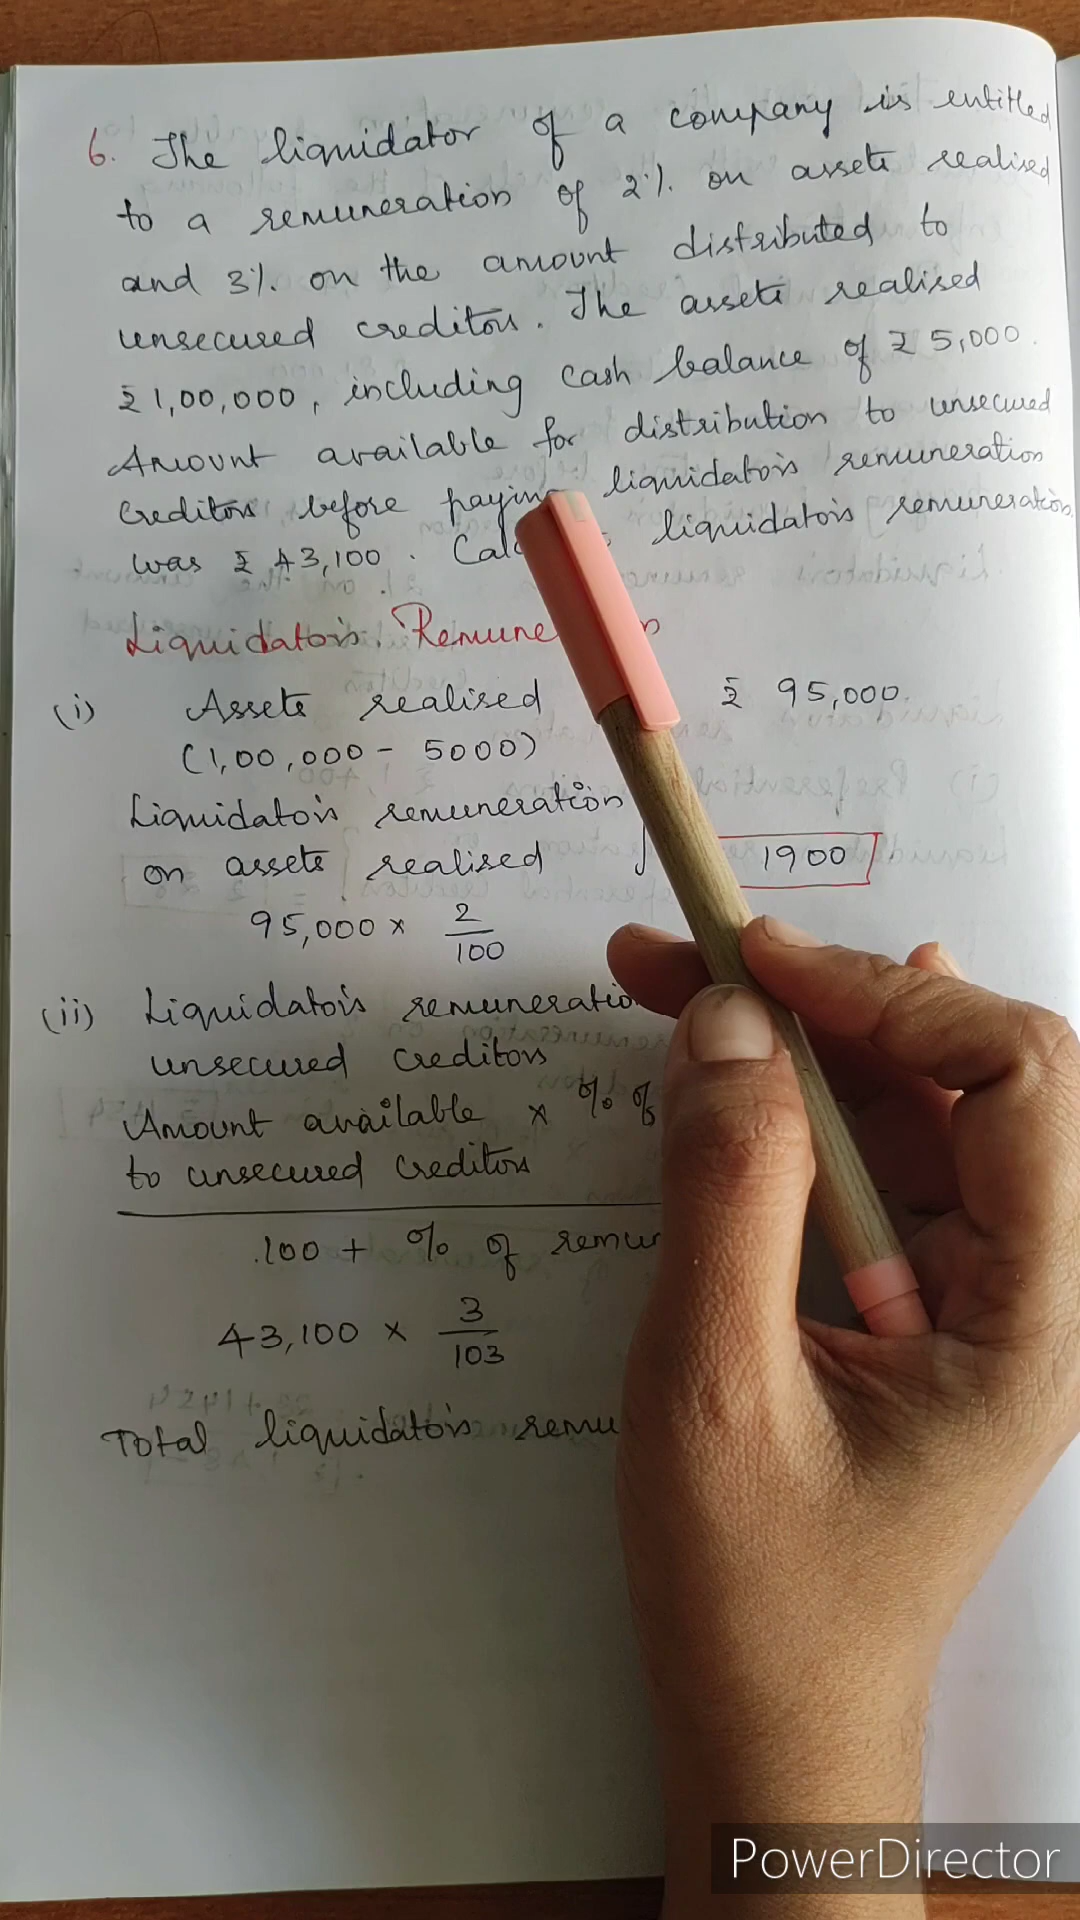 6. The liquidator of a company is entitled
to a remuneration of 2%. on assets realised
and 3%. on the amount distributed to
unsecured creditors. The assets realised
₹ 1,00,000, including cash balance of ₹ 5,000.
Amount available for distribution to unsecured
Creditors before paying liquidator's remuneration
was ₹ 43,100. liquidator's remuneration.
Liquidator's
(i) Assets realised ₹ 95,000.
(1,00,000 - 5000)
Liquidator's remuneration
on assets realised 1900
95,000 × 2/100
(ii) Liquidator's
unsecured creditors
Amount available × % of
to unsecured creditors
100 + % of
43,100 × 3/103
Total liquidator's
PowerDirector